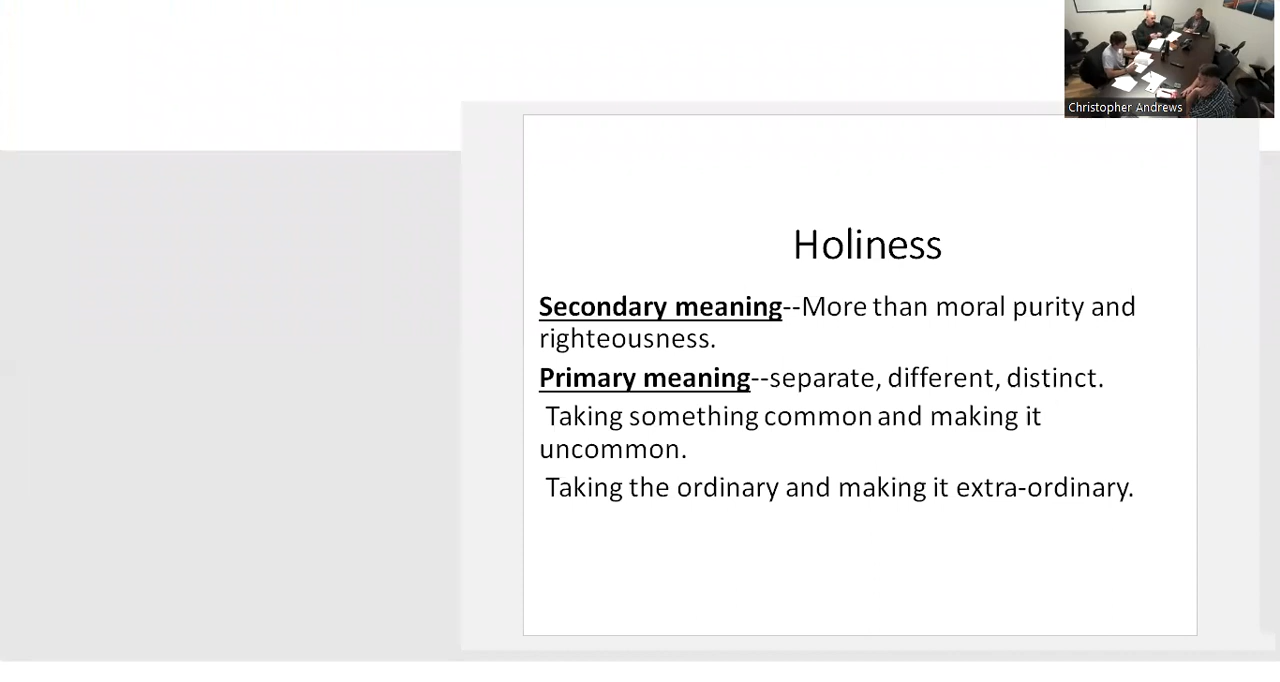 Christopher Andrews
Holiness
Secondary meaning--More than moral purity and
righteousness.
Primary meaning--separate, different, distinct.
Taking something common and making it
uncommon.
Taking the ordinary and making it extra-ordinary.